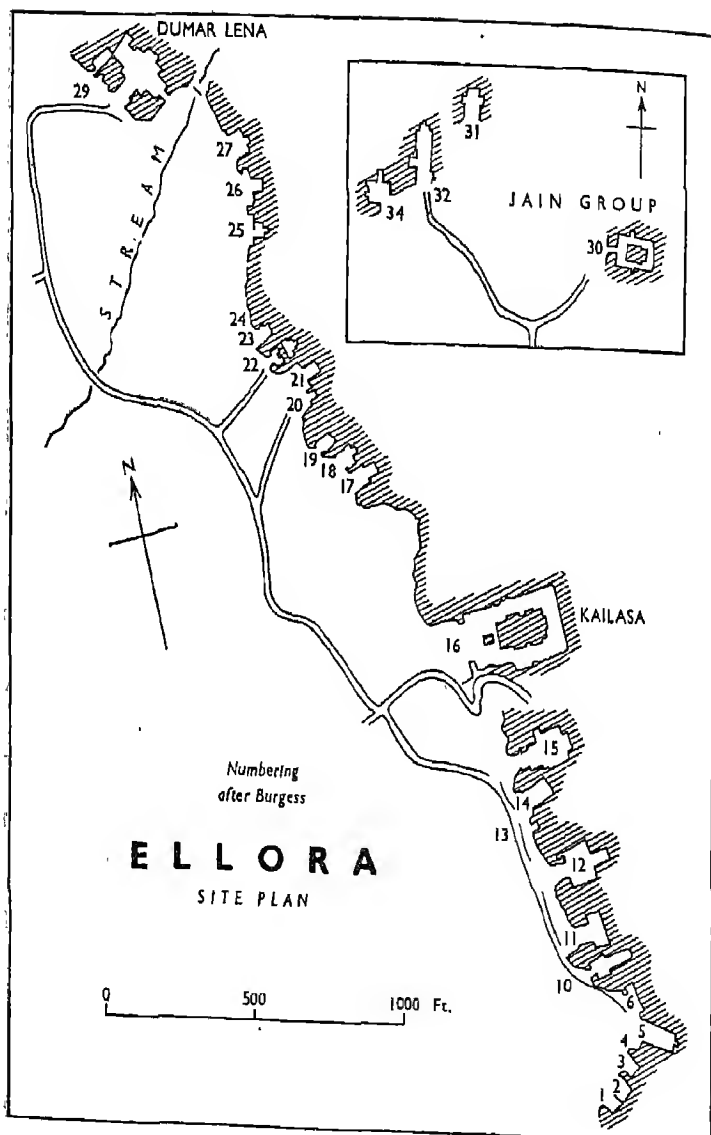 DUMAR LENA
29
STREAM
27
26
25
24
23
22
21
20
19
18
17
N
31
32
34
JAIN GROUP
30
N
KAILASA
16
15
14
13
12
11
10
6
5
4
3
2
1
Numbering
after Burgess
ELLORA
SITE PLAN
0 500 1000 Ft.